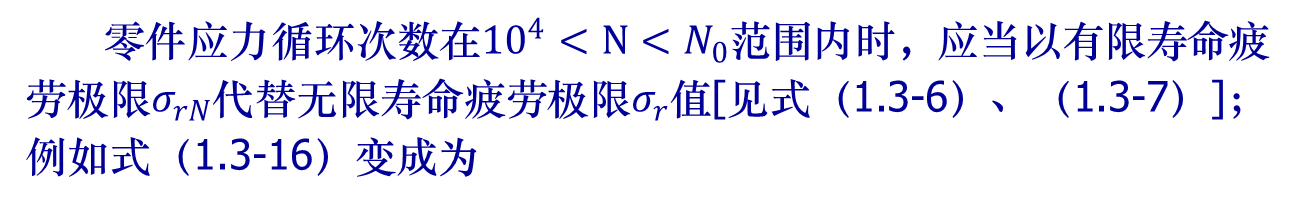 零件应力循环次数在10⁴ < N < N₀范围内时，应当以有限寿命疲
劳极限σrN代替无限寿命疲劳极限σr值[见式（1.3-6）、（1.3-7）]；
例如式（1.3-16）变成为